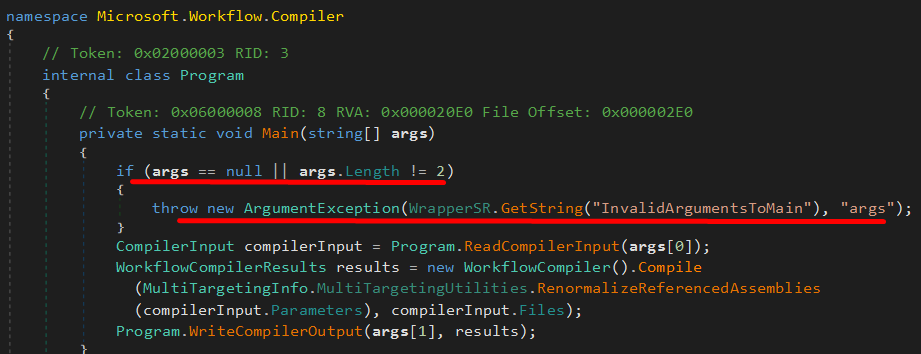 namespace Microsoft.Workflow.Compiler
{
// Token: 0x02000003 RID: 3
internal class Program
{
// Token: 0x06000008 RID: 8 RVA: 0x000020E0 File Offset: 0x000002E0
private static void Main(string[] args)
{
if (args == null || args.Length != 2)
{
throw new ArgumentException(WrapperSR.GetString("InvalidArgumentsToMain"), "args");
}
CompilerInput compilerInput = Program.ReadCompilerInput(args[0]);
WorkflowCompilerResults results = new WorkflowCompiler().Compile
(MultiTargetingInfo.MultiTargetingUtilities.RenormalizeReferencedAssemblies
(compilerInput.Parameters), compilerInput.Files);
Program.WriteCompilerOutput(args[1], results);
}